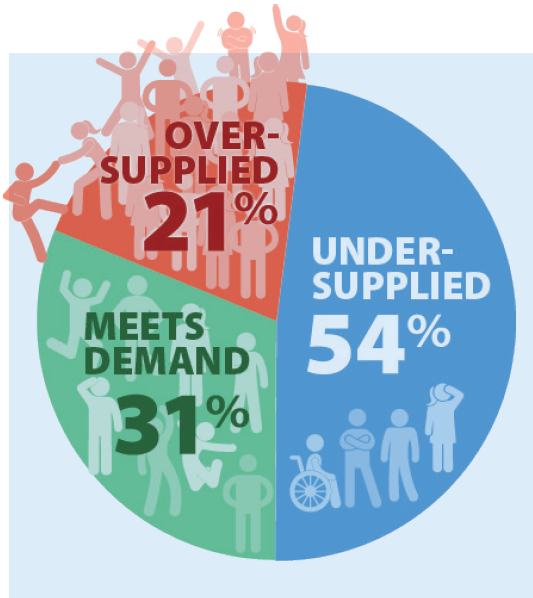 OVER-
SUPPLIED
21%
UNDER-
SUPPLIED
54%
MEETS
DEMAND
31%